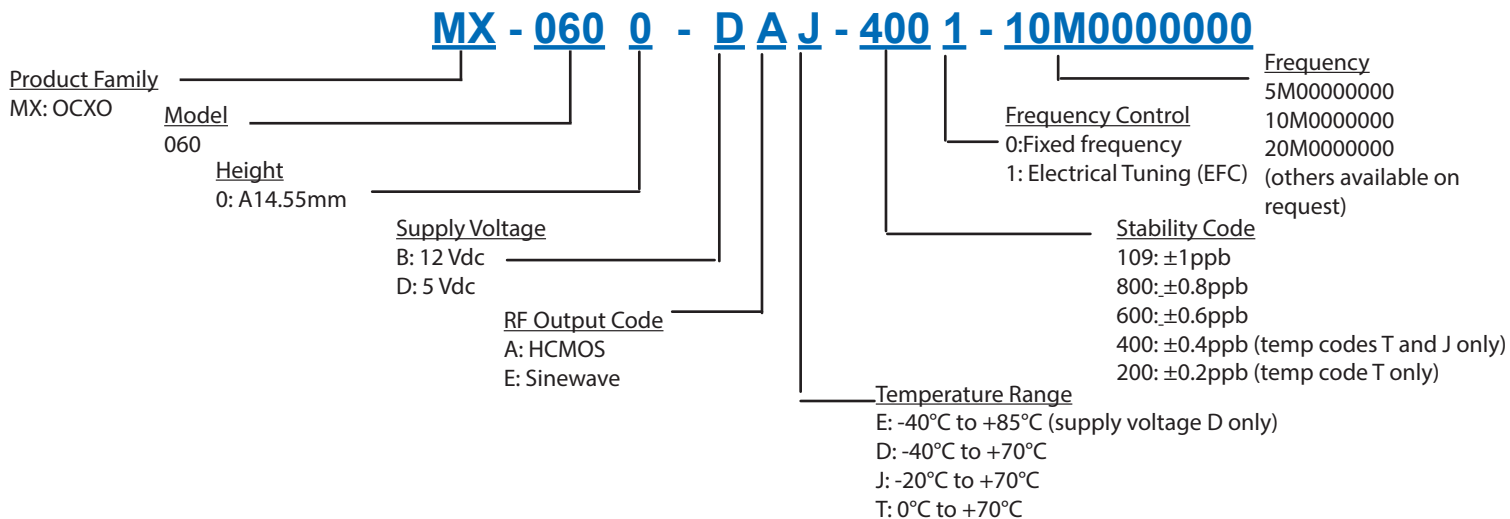 MX - 060 0 - D A J - 400 1 - 10M0000000
Product Family
MX: OCXO
Model
060
Height
0: A14.55mm
Supply Voltage
B: 12 Vdc
D: 5 Vdc
RF Output Code
A: HCMOS
E: Sinewave
Temperature Range
E: -40°C to +85°C (supply voltage D only)
D: -40°C to +70°C
J: -20°C to +70°C
T: 0°C to +70°C
Stability Code
109: ±1ppb
800: ±0.8ppb
600: ±0.6ppb
400: ±0.4ppb (temp codes T and J only)
200: ±0.2ppb (temp code T only)
Frequency Control
0:Fixed frequency
1: Electrical Tuning (EFC)
Frequency
5M00000000
10M0000000
20M0000000
(others available on
request)